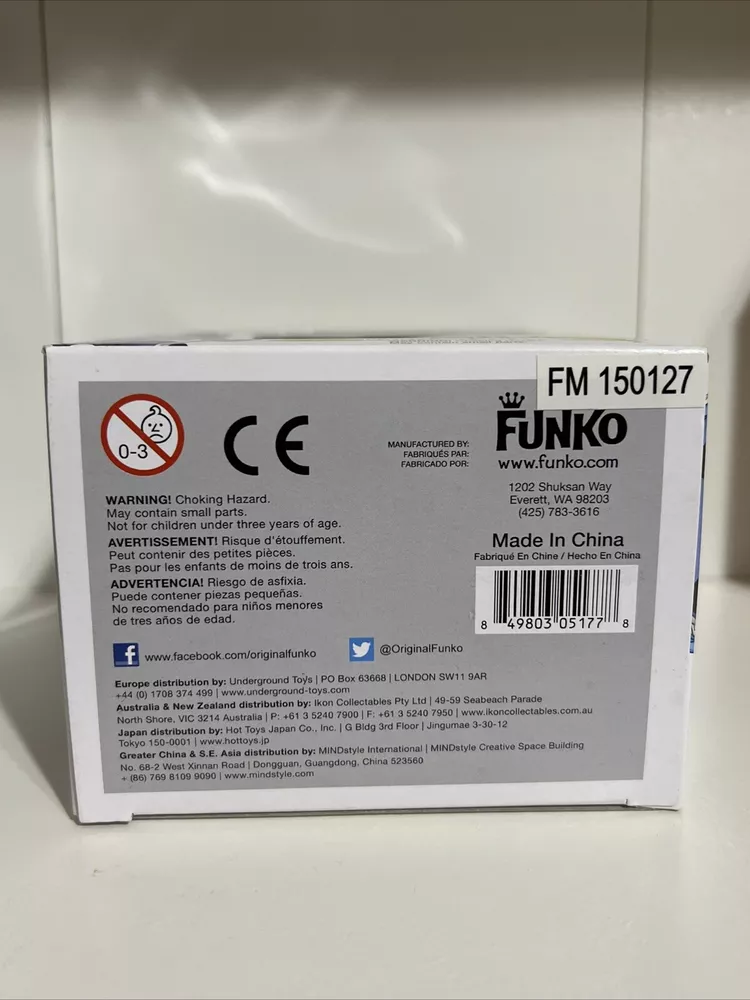 FM 150127
0-3
CE
MANUFACTURED BY:
FABRIQUÉS PAR:
FABRICADO POR:
FUNKO
www.funko.com
1202 Shuksan Way
Everett, WA 98203
(425) 783-3616
Made In China
Fabriqué En Chine / Hecho En China
8 49803 05177 8
WARNING! Choking Hazard.
May contain small parts.
Not for children under three years of age.
AVERTISSEMENT! Risque d'étouffement.
Peut contenir des petites pièces.
Pas pour les enfants de moins de trois ans.
ADVERTENCIA! Riesgo de asfixia.
Puede contener piezas pequeñas.
No recomendado para niños menores
de tres años de edad.
f www.facebook.com/originalfunko
@OriginalFunko
Europe distribution by: Underground Toys | PO Box 63668 | LONDON SW11 9AR
+44 (0) 1708 374 499 | www.underground-toys.com
Australia & New Zealand distribution by: Ikon Collectables Pty Ltd | 49-59 Seabeach Parade
North Shore, VIC 3214 Australia | P: +61 3 5240 7900 | F: +61 3 5240 7950 | www.ikoncollectables.com.au
Japan distribution by: Hot Toys Japan Co., Inc. | G Bldg 3rd Floor | Jingumae 3-30-12
Tokyo 150-0001 | www.hottoys.jp
Greater China & S.E. Asia distribution by: MINDstyle International | MINDstyle Creative Space Building
No. 68-2 West Xinnan Road | Dongguan, Guangdong, China 523560
+ (86) 769 8109 9090 | www.mindstyle.com